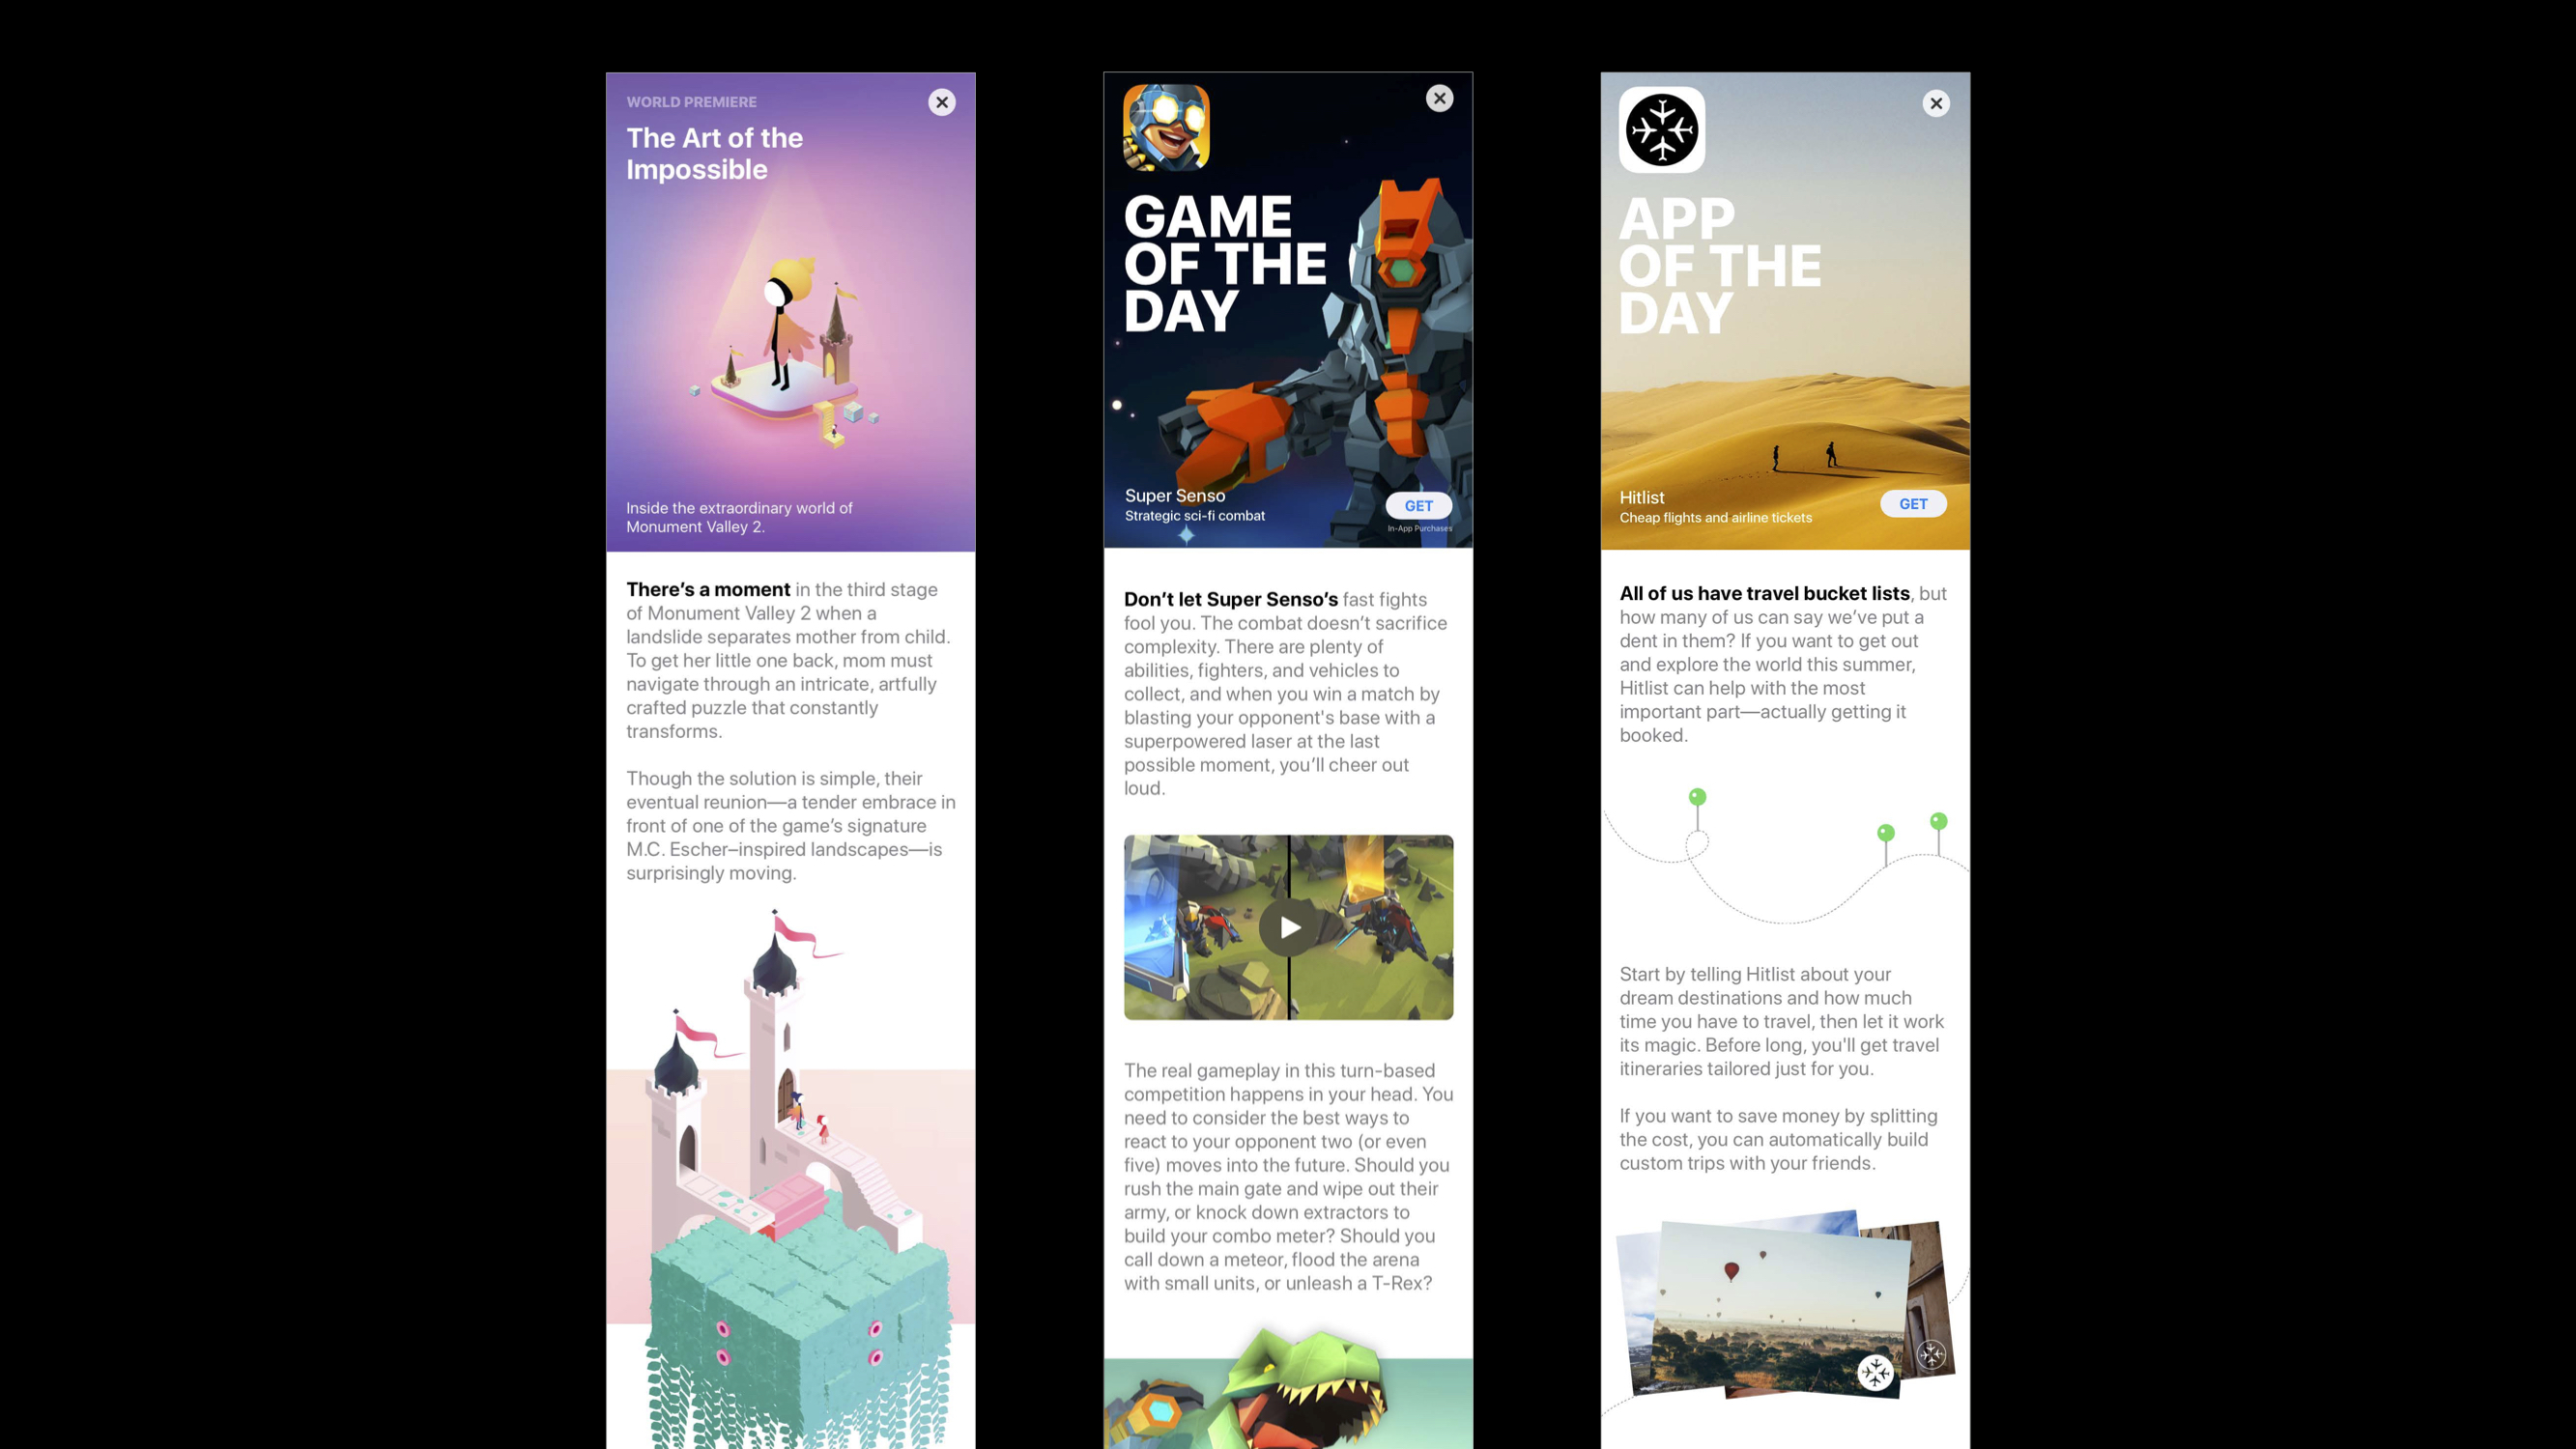 WORLD PREMIERE
The Art of the
Impossible
Inside the extraordinary world of
Monument Valley 2.
There’s a moment in the third stage
of Monument Valley 2 when a
landslide separates mother from child.
To get her little one back, mom must
navigate through an intricate, artfully
crafted puzzle that constantly
transforms.
Though the solution is simple, their
eventual reunion—a tender embrace in
front of one of the game’s signature
M.C. Escher–inspired landscapes—is
surprisingly moving.
GAME
OF THE
DAY
Super Senso
Strategic sci-fi combat
GET
In-App Purchases
Don’t let Super Senso’s fast fights
fool you. The combat doesn’t sacrifice
complexity. There are plenty of
abilities, fighters, and vehicles to
collect, and when you win a match by
blasting your opponent's base with a
superpowered laser at the last
possible moment, you’ll cheer out
loud.
The real gameplay in this turn-based
competition happens in your head. You
need to consider the best ways to
react to your opponent two (or even
five) moves into the future. Should you
rush the main gate and wipe out their
army, or knock down extractors to
build your combo meter? Should you
call down a meteor, flood the arena
with small units, or unleash a T-Rex?
APP
OF THE
DAY
Hitlist
Cheap flights and airline tickets
GET
All of us have travel bucket lists, but
how many of us can say we’ve put a
dent in them? If you want to get out
and explore the world this summer,
Hitlist can help with the most
important part—actually getting it
booked.
Start by telling Hitlist about your
dream destinations and how much
time you have to travel, then let it work
its magic. Before long, you'll get travel
itineraries tailored just for you.
If you want to save money by splitting
the cost, you can automatically build
custom trips with your friends.